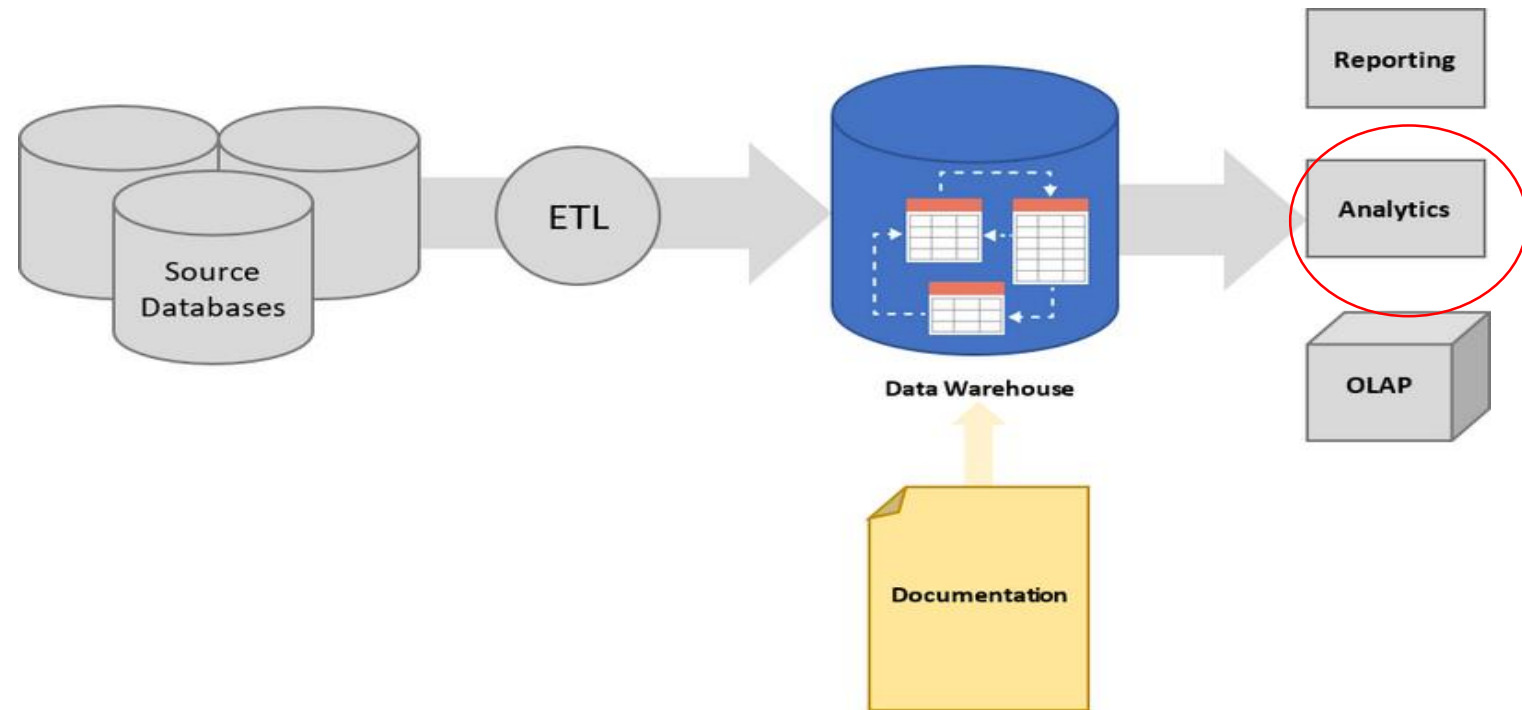 Source
Databases
ETL
Data Warehouse
Documentation
Reporting
Analytics
OLAP